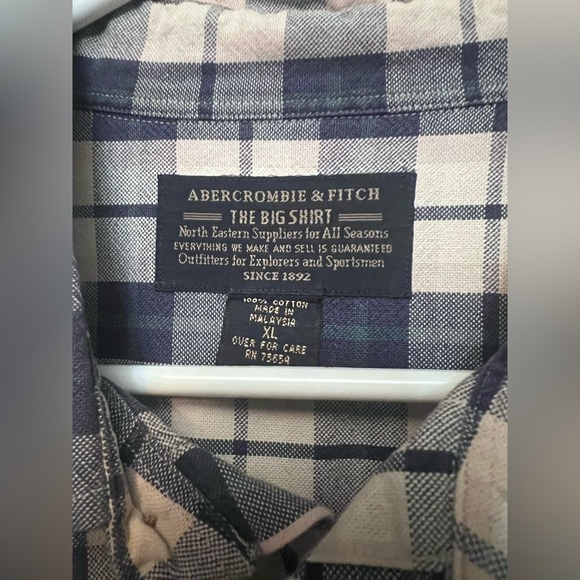 ABERCROMBIE & FITCH
THE BIG SHIRT
North Eastern Suppliers for All Seasons
EVERYTHING WE MAKE AND SELL IS GUARANTEED
Outfitters for Explorers and Sportsmen
SINCE 1892
100% COTTON
MADE IN
MALAYSIA
XL
OVER FOR CARE
RN 75654